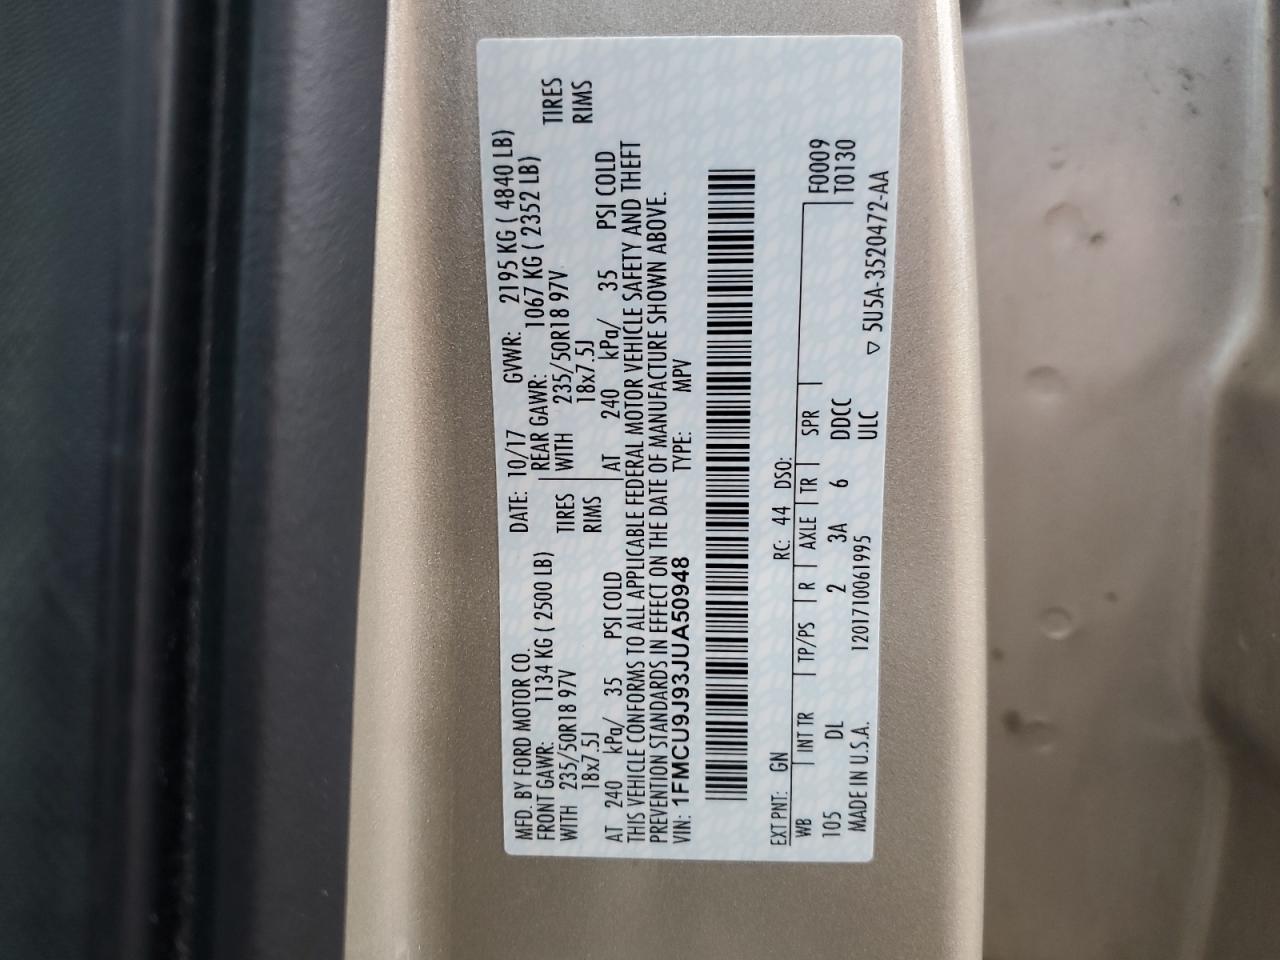 MFD. BY FORD MOTOR CO. DATE: 10/17 GVWR: 2195 KG ( 4840 LB)
FRONT GAWR: 1134 KG ( 2500 LB) REAR GAWR: 1067 KG ( 2352 LB)
WITH 235/50R18 97V TIRES WITH 235/50R18 97V TIRES
18x7.5J RIMS 18x7.5J RIMS
AT 240 kPa/ 35 PSI COLD AT 240 kPa/ 35 PSI COLD
THIS VEHICLE CONFORMS TO ALL APPLICABLE FEDERAL MOTOR VEHICLE SAFETY AND THEFT
PREVENTION STANDARDS IN EFFECT ON THE DATE OF MANUFACTURE SHOWN ABOVE.
VIN: 1FMCU9J93JUA50948 TYPE: MPV
EXT PNT: GN RC: 44 DSO:
WB INT TR TP/PS R AXLE TR SPR F0009
105 DL 2 3A 6 DDCC T0130
MADE IN U.S.A. 1201710061995 ULC
▽ 5U5A-3520472-AA